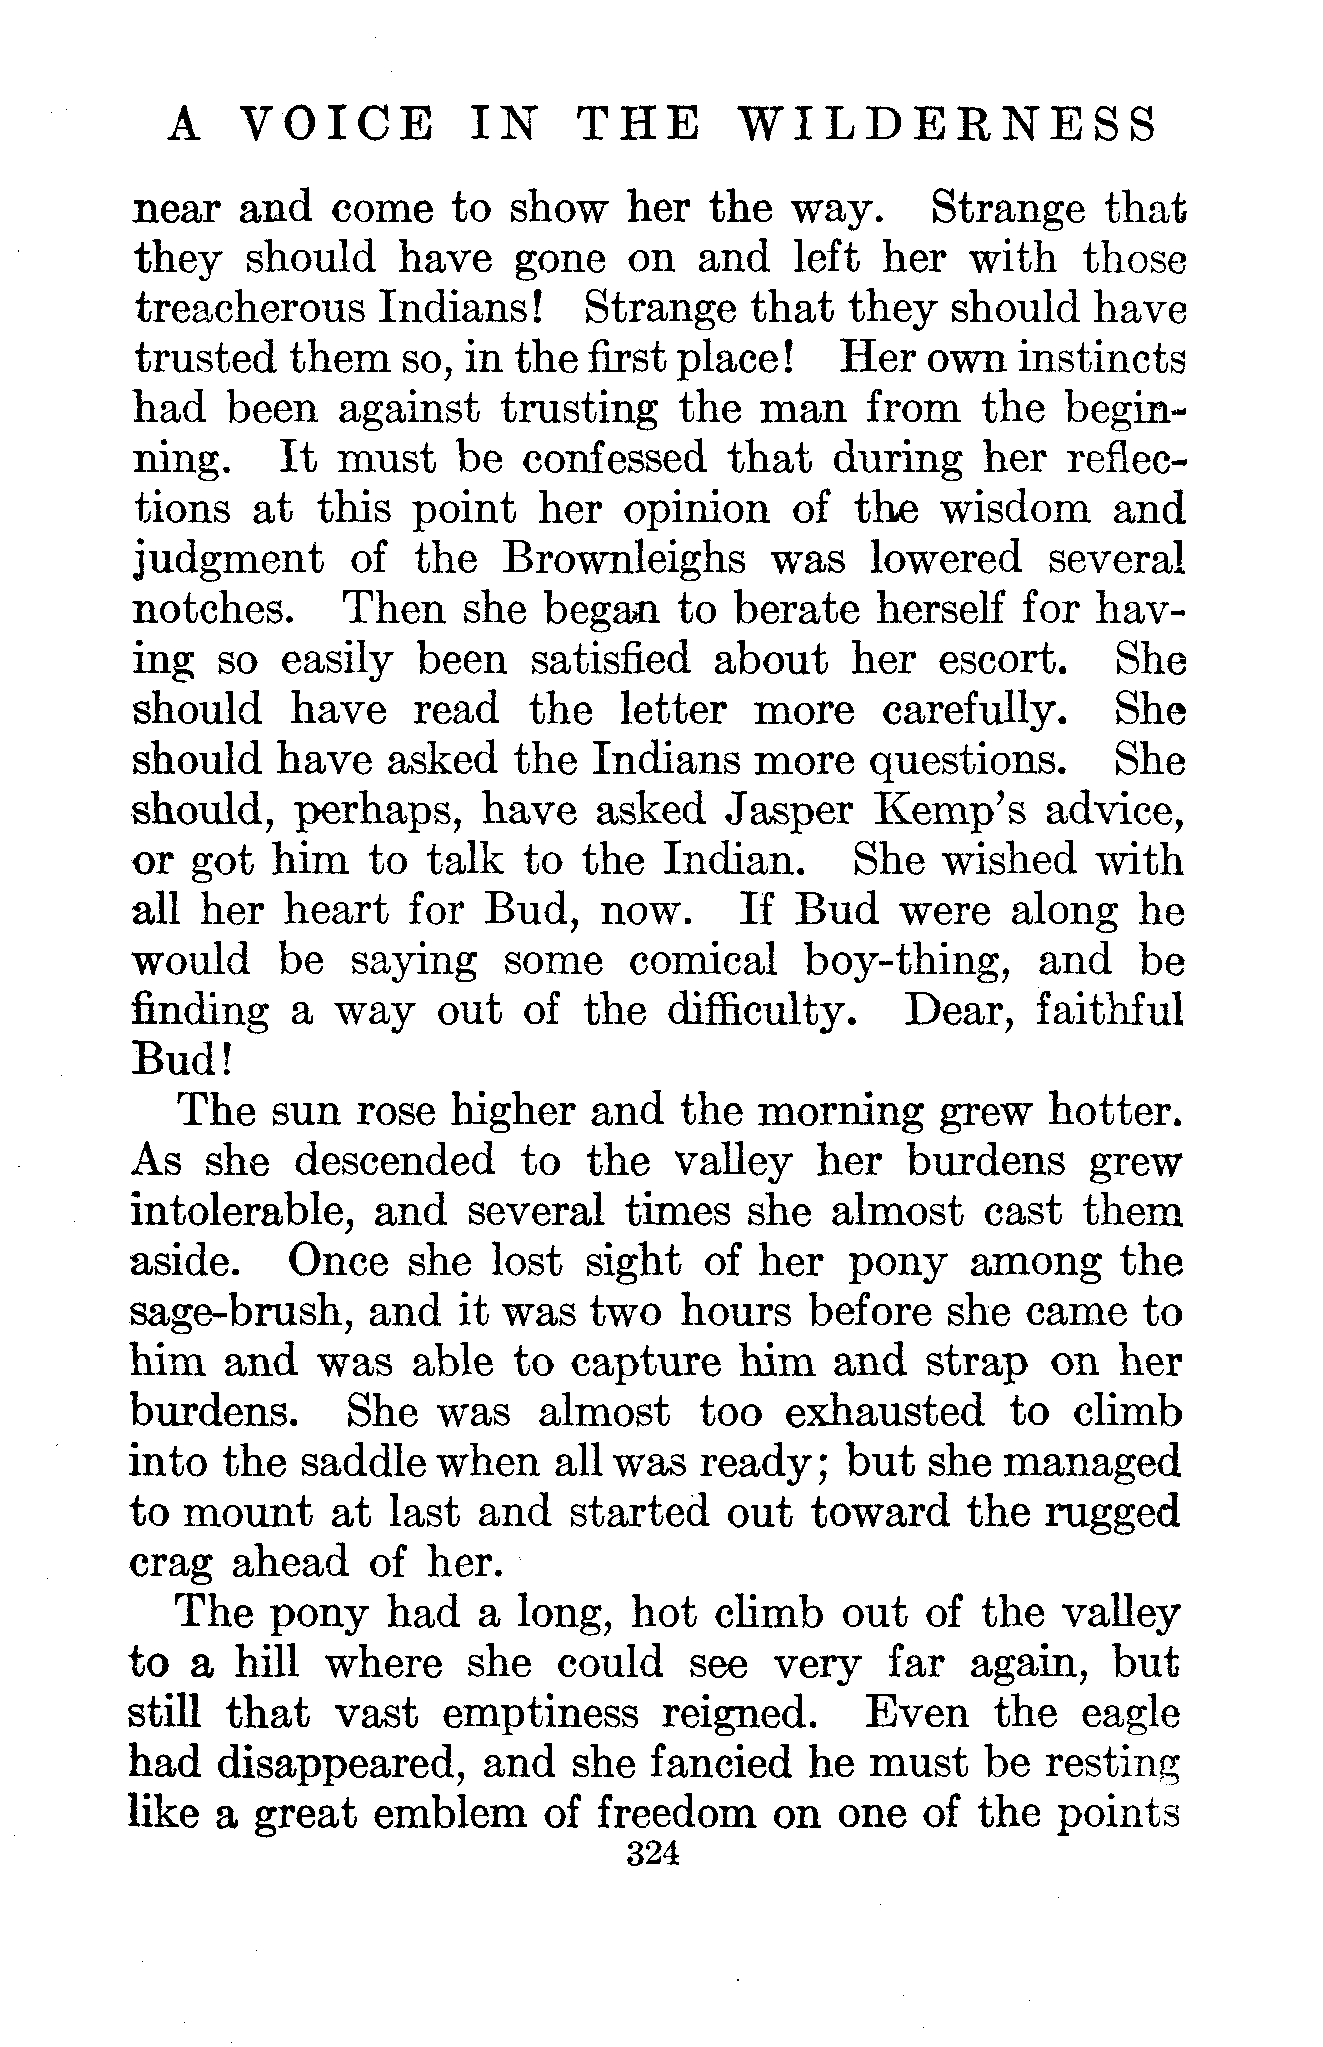 A VOICE IN THE WILDERNESS
near and come to show her the way. Strange that
they should have gone on and left her with those
treacherous Indians! Strange that they should have
trusted them so, in the first place! Her own instincts
had been against trusting the man from the begin-
ning. It must be confessed that during her reflec-
tions at this point her opinion of the wisdom and
judgment of the Brownleighs was lowered several
notches. Then she began to berate herself for hav-
ing so easily been satisfied about her escort. She
should have read the letter more carefully. She
should have asked the Indians more questions. She
should, perhaps, have asked Jasper Kemp's advice,
or got him to talk to the Indian. She wished with
all her heart for Bud, now. If Bud were along he
would be saying some comical boy-thing, and be
finding a way out of the difficulty. Dear, faithful
Bud!
The sun rose higher and the morning grew hotter.
As she descended to the valley her burdens grew
intolerable, and several times she almost cast them
aside. Once she lost sight of her pony among the
sage-brush, and it was two hours before she came to
him and was able to capture him and strap on her
burdens. She was almost too exhausted to climb
into the saddle when all was ready; but she managed
to mount at last and started out toward the rugged
crag ahead of her.
The pony had a long, hot climb out of the valley
to a hill where she could see very far again, but
still that vast emptiness reigned. Even the eagle
had disappeared, and she fancied he must be resting
like a great emblem of freedom on one of the points
324